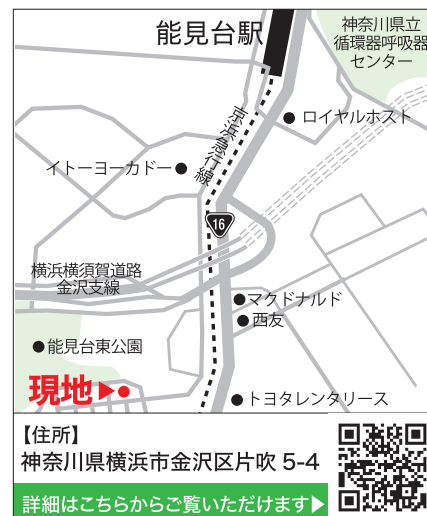 能見台駅
神奈川県立
循環器呼吸器
センター
京浜急行線
ロイヤルホスト
イトーヨーカドー
16
横浜横須賀道路
金沢支線
マクドナルド
西友
能見台東公園
現地
トヨタレンタリース
【住所】
神奈川県横浜市金沢区片吹 5-4
詳細はこちらからご覧いただけます▶